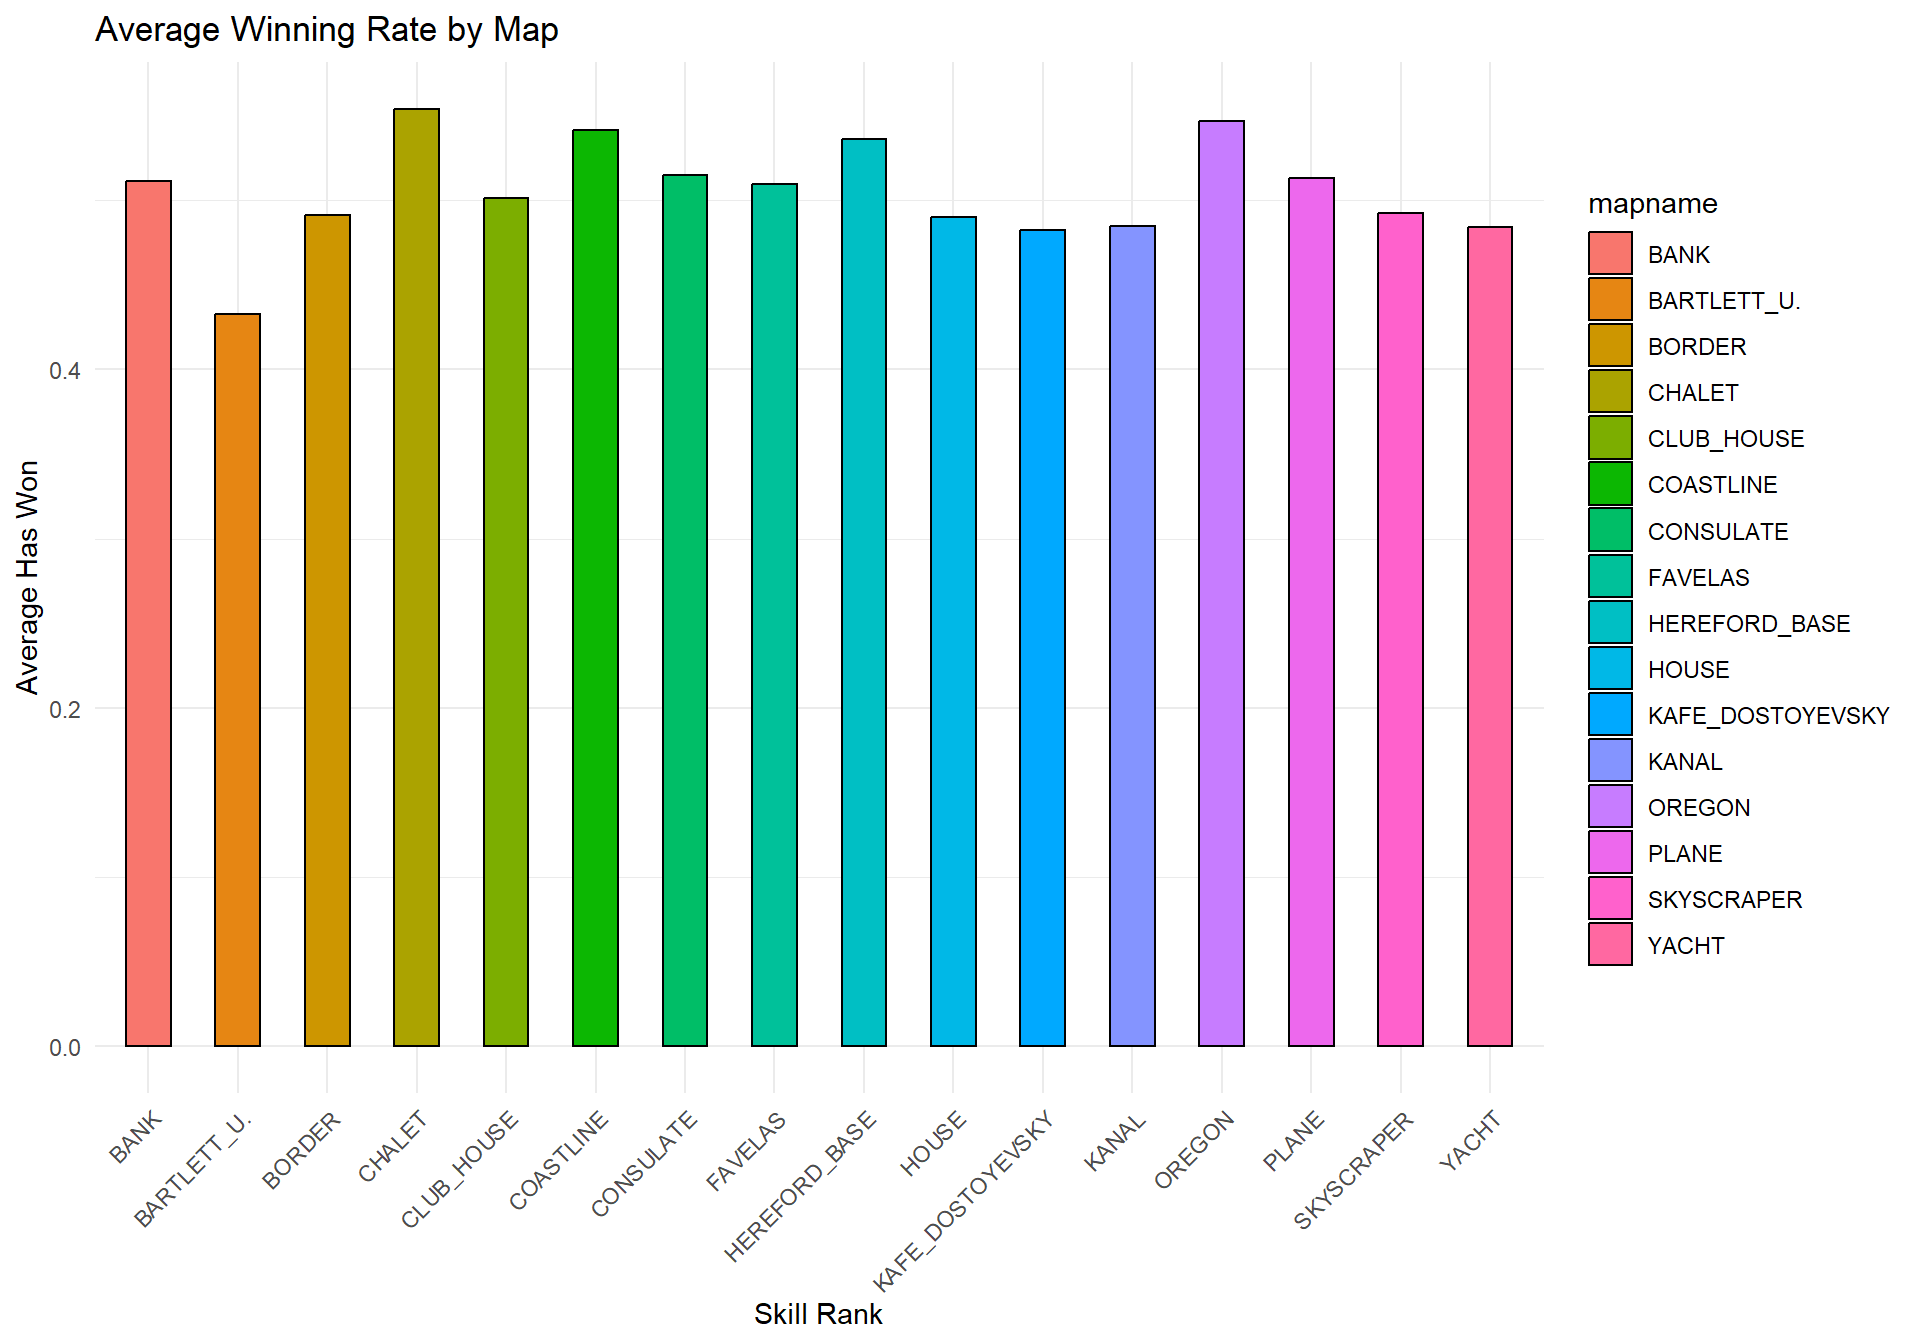 Average Winning Rate by Map
Average Has Won
0.4
0.2
0.0
BANK
BARTLETT_U.
BORDER
CHALET
CLUB_HOUSE
COASTLINE
CONSULATE
FAVELAS
HEREFORD_BASE
HOUSE
KAFE_DOSTOYEVSKY
KANAL
OREGON
PLANE
SKYSCRAPER
YACHT
Skill Rank
mapname
BANK
BARTLETT_U.
BORDER
CHALET
CLUB_HOUSE
COASTLINE
CONSULATE
FAVELAS
HEREFORD_BASE
HOUSE
KAFE_DOSTOYEVSKY
KANAL
OREGON
PLANE
SKYSCRAPER
YACHT